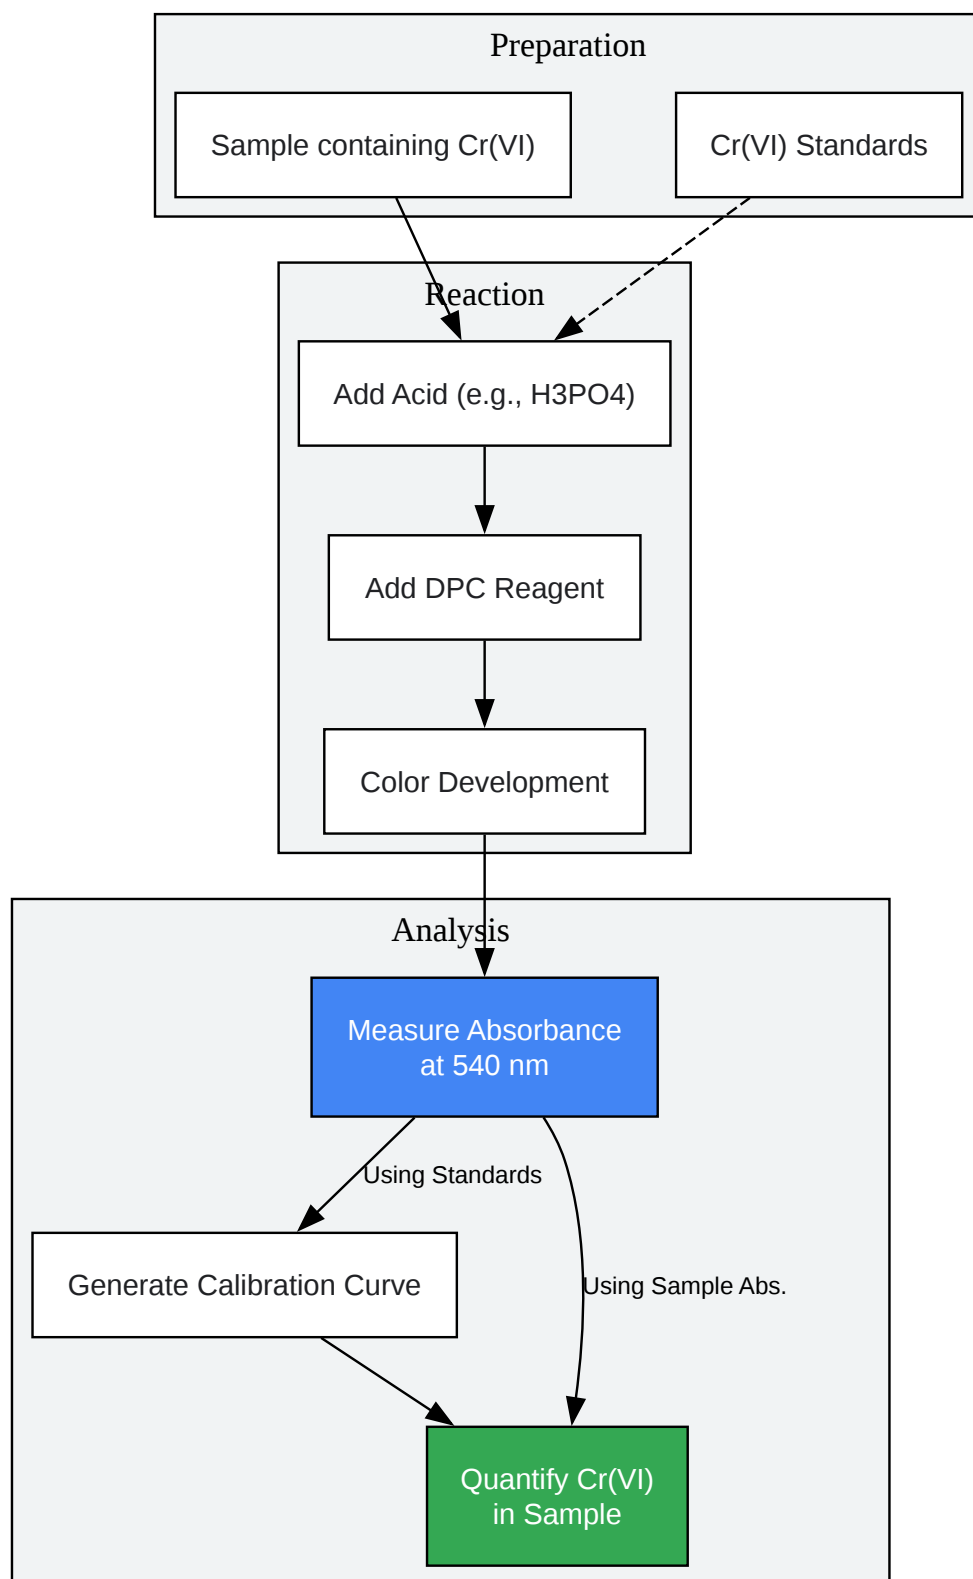 Preparation
Sample containing Cr(VI)
Cr(VI) Standards
Reaction
Add Acid (e.g., H3PO4)
Add DPC Reagent
Color Development
Analysis
Measure Absorbance
at 540 nm
Using Standards
Generate Calibration Curve
Using Sample Abs.
Quantify Cr(VI)
in Sample